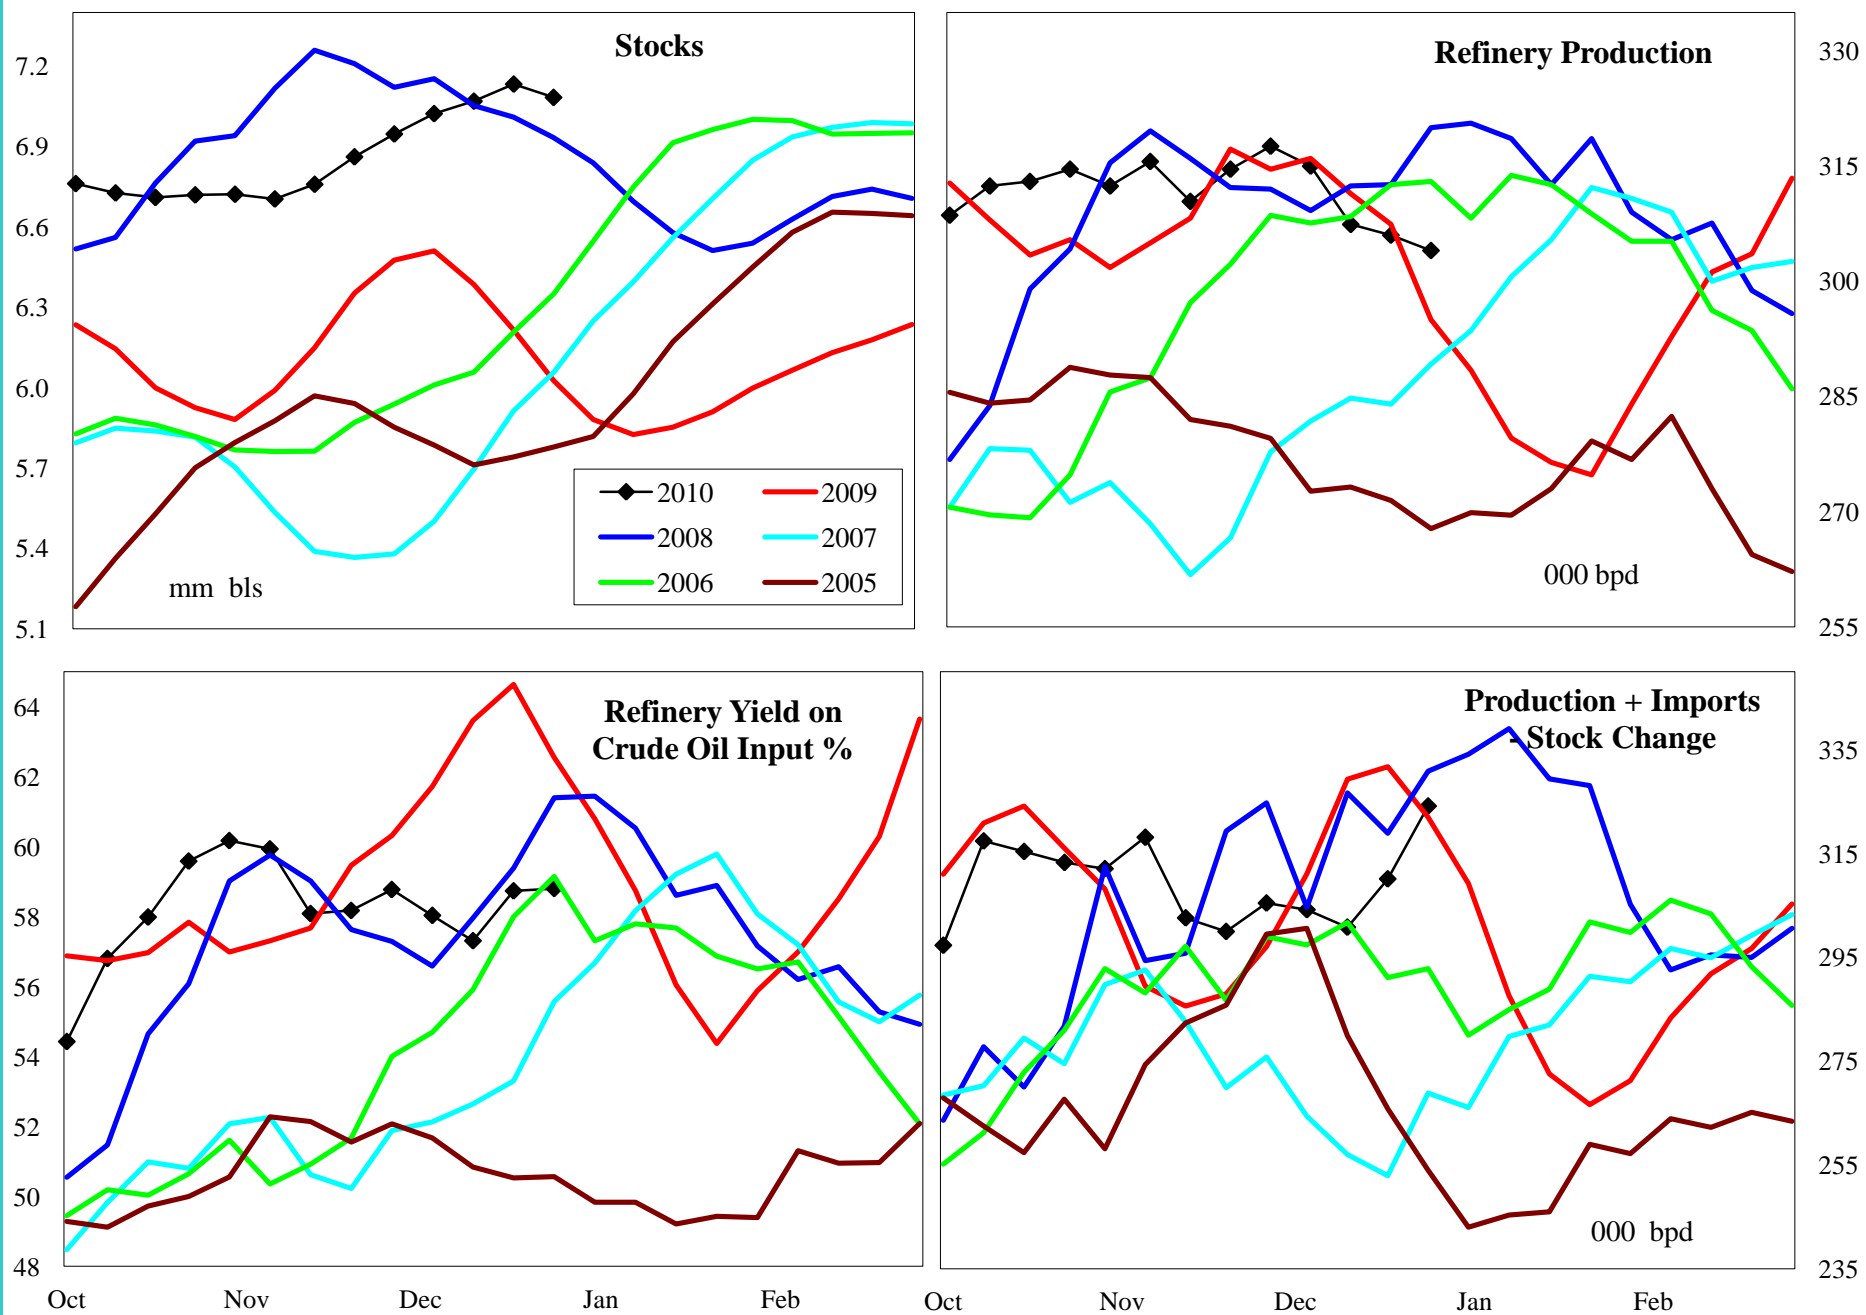 Stocks
7.2
6.9
6.6
6.3
6.0
5.7
5.4
5.1
2010
2009
2008
2007
2006
2005
mm bls
Refinery Production
330
315
300
285
270
255
000 bpd
Refinery Yield on
Crude Oil Input %
64
62
60
58
56
54
52
50
48
Oct
Nov
Dec
Jan
Feb
Production + Imports
- Stock Change
335
315
295
275
255
235
000 bpd
Oct
Nov
Dec
Jan
Feb